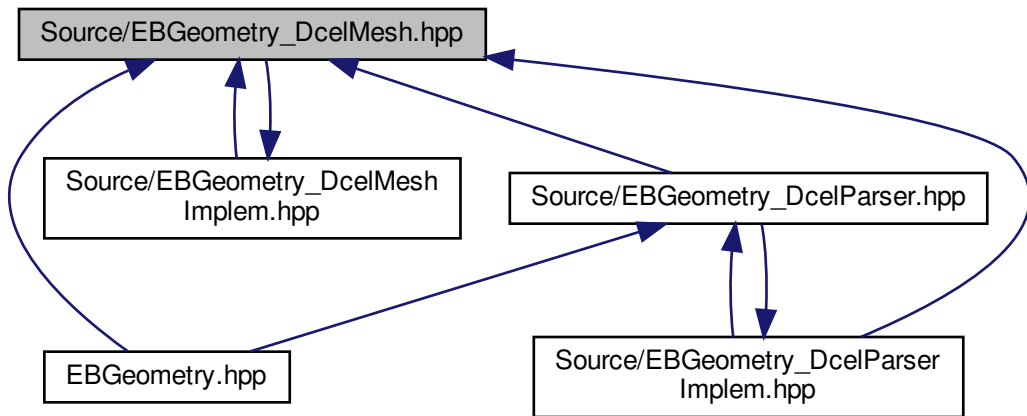 Source/EBGeometry_DcelMesh.hpp
Source/EBGeometry_DcelMesh
Implem.hpp
Source/EBGeometry_DcelParser.hpp
EBGeometry.hpp
Source/EBGeometry_DcelParser
Implem.hpp